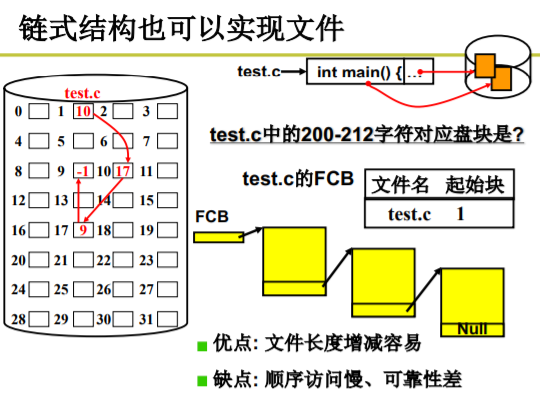 链式结构也可以实现文件
test.c
int main() { ...
test.c
0 1 10 2 3
4 5 6 7
8 9 -1 10 17 11
12 13 14 15
16 17 9 18 19
20 21 22 23
24 25 26 27
28 29 30 31
test.c中的200-212字符对应盘块是?
test.c的FCB
文件名 起始块
test.c 1
FCB
Null
优点: 文件长度增减容易
缺点: 顺序访问慢、可靠性差